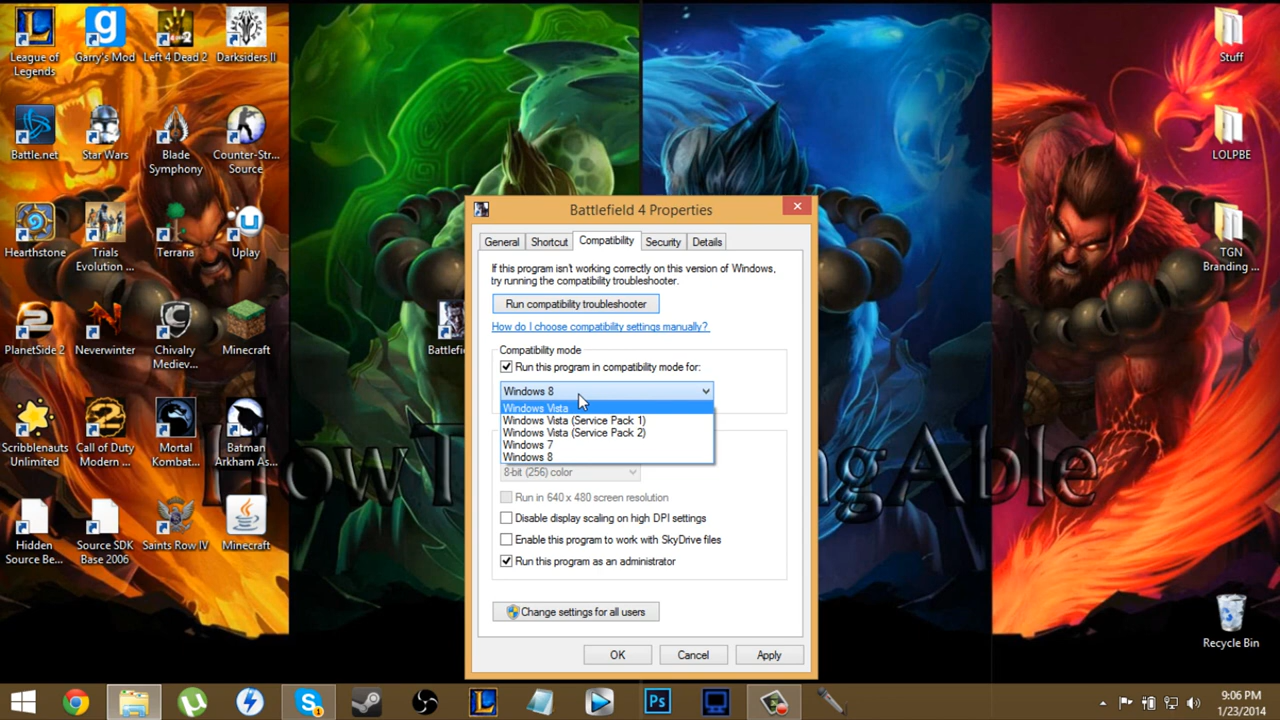 League of
Legends
Garry's Mod
Left 4 Dead 2
Darksiders II
Battle.net
Star Wars
Blade
Symphony
Counter-Str...
Source
Hearthstone
Trials
Evolution ...
Terraria
Uplay
PlanetSide 2
Neverwinter
Chivalry
Mediev...
Minecraft
Scribblenauts
Unlimited
Call of Duty
Modern ...
Mortal
Kombat...
Batman
Arkham As...
Hidden
Source Be...
Source SDK
Base 2006
Saints Row IV
Minecraft
Battlefie
Battlefield 4 Properties
General
Shortcut
Compatibility
Security
Details
If this program isn't working correctly on this version of Windows,
try running the compatibility troubleshooter.
Run compatibility troubleshooter
How do I choose compatibility settings manually?
Compatibility mode
Run this program in compatibility mode for:
Windows 8
Windows Vista
Windows Vista (Service Pack 1)
Windows Vista (Service Pack 2)
Windows 7
Windows 8
8-bit (256) color
Run in 640 x 480 screen resolution
Disable display scaling on high DPI settings
Enable this program to work with SkyDrive files
Run this program as an administrator
Change settings for all users
OK
Cancel
Apply
Stuff
LOLPBE
TGN
Branding ...
Recycle Bin
Ps
9:06 PM
1/23/2014